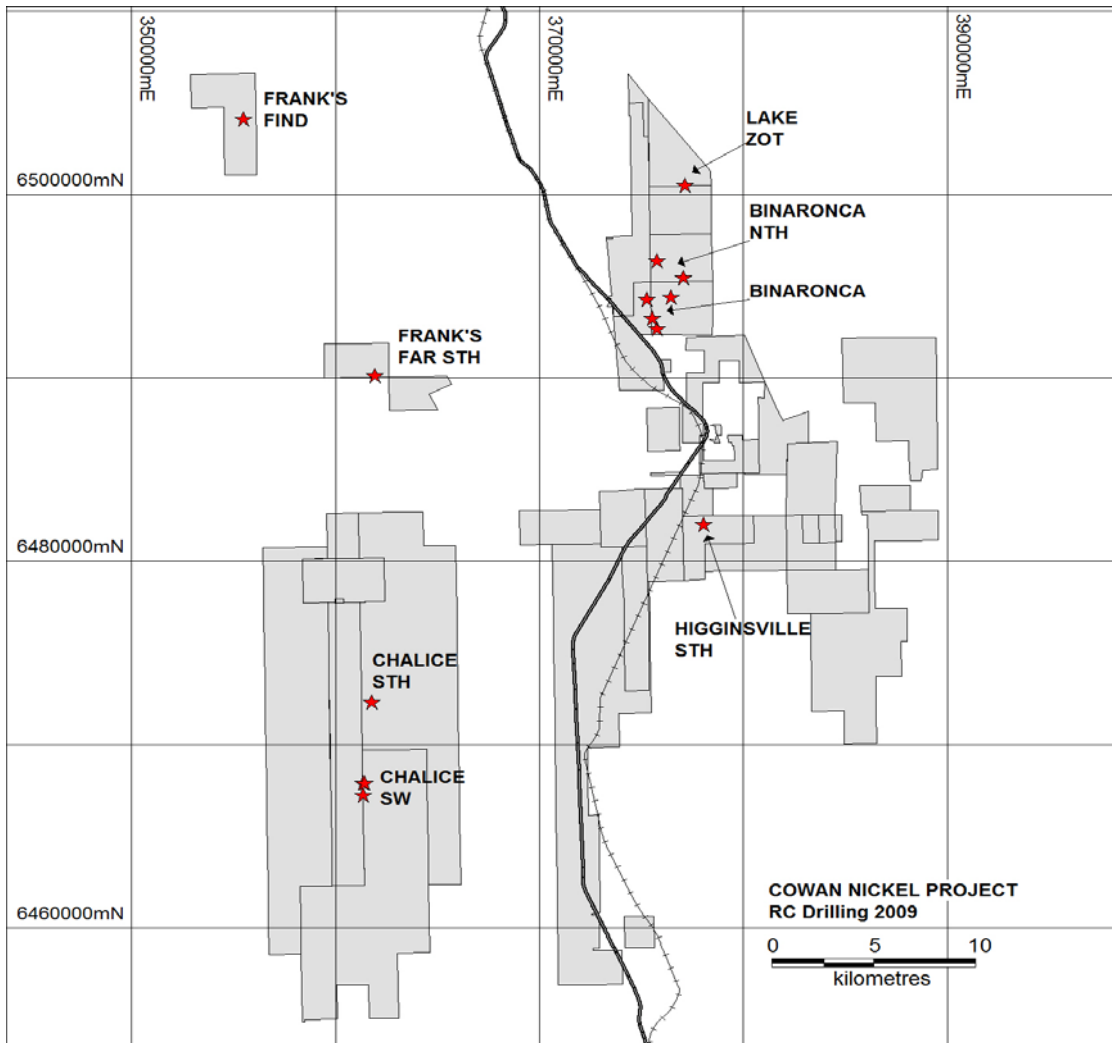 350000mE
370000mE
390000mE
FRANK'S
FIND
LAKE
ZOT
6500000mN
BINARONCA
NTH
BINARONCA
FRANK'S
FAR STH
6480000mN
HIGGINSVILLE
STH
CHALICE
STH
CHALICE
SW
6460000mN
COWAN NICKEL PROJECT
RC Drilling 2009
0 5 10
kilometres